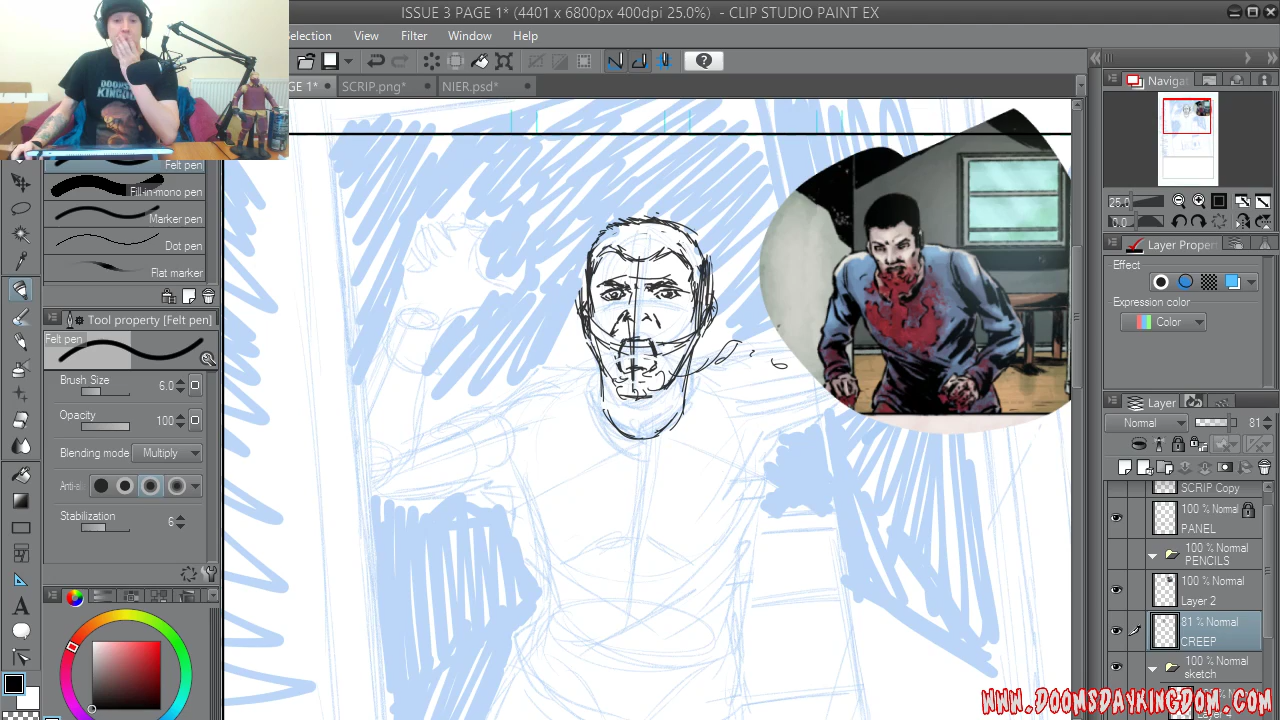 ISSUE 3 PAGE 1* (4401 x 6800px 400dpi 25.0%) - CLIP STUDIO PAINT EX
Selection View Filter Window Help
GE 1* SCRIP.png* NIER.psd*
DOOMSDAY
KINGDOM
Felt pen
Fill-in-mono pen
Marker pen
Dot pen
Flat marker
Tool property [Felt pen]
Felt pen
Brush Size 6.0
Opacity 100
Blending mode Multiply
Anti-al
Stabilization 6
Navigat
25.0
0.0
Layer Proper
Effect
Expression color
Color
Layer
Normal 81
SCRIP Copy
100 % Normal
PANEL
100 % Normal
PENCILS
100 % Normal
Layer 2
81 % Normal
CREEP
100 % Normal
sketch
WWW.DOOMSDAYKINGDOM.COM